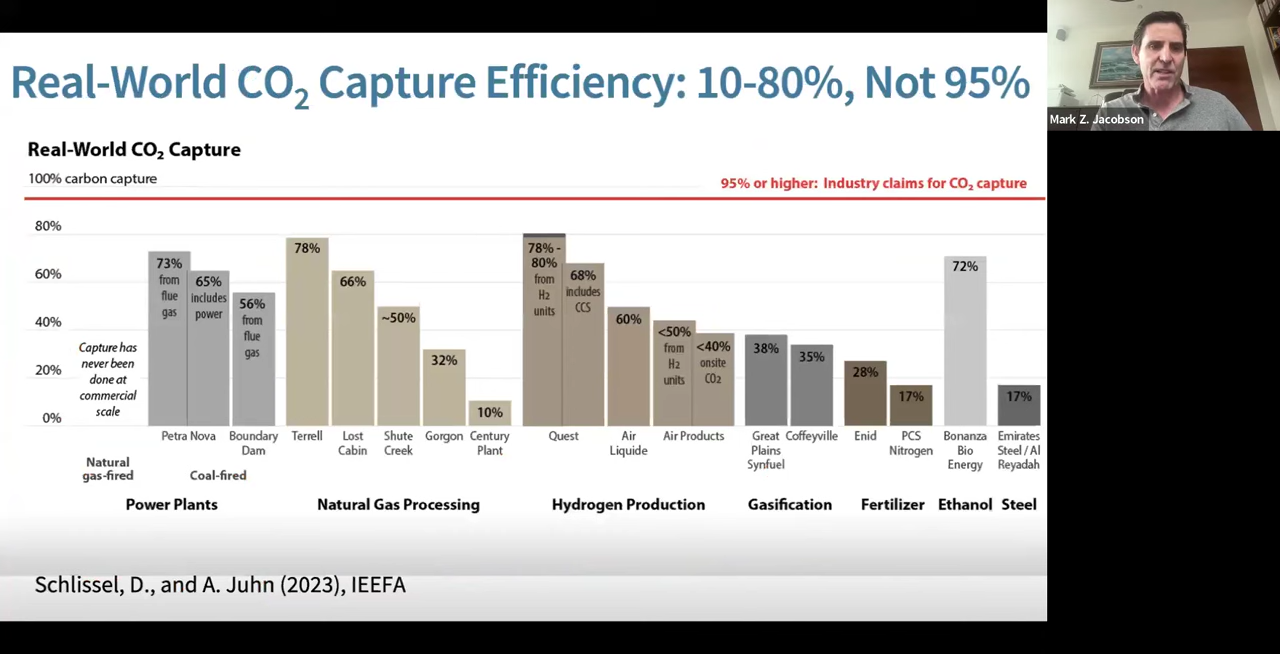 Real-World CO₂ Capture Efficiency: 10-80%, Not 95%
Mark Z. Jacobson
Real-World CO₂ Capture
100% carbon capture
95% or higher: Industry claims for CO₂ capture
80%
60%
40%
20%
0%
Capture has
never been
done at
commercial
scale
73%
from
flue
gas
65%
includes
power
56%
from
flue
gas
78%
66%
~50%
32%
10%
78% -
80%
from
H2
units
68%
includes
CCS
60%
<50%
from
H2
units
<40%
onsite
CO₂
38%
35%
28%
17%
72%
17%
Petra Nova
Boundary
Dam
Terrell
Lost
Cabin
Shute
Creek
Gorgon
Century
Plant
Quest
Air
Liquide
Air Products
Great
Plains
Synfuel
Coffeyville
Enid
PCS
Nitrogen
Bonanza
Bio
Energy
Emirates
Steel / Al
Reyadah
Natural
gas-fired
Coal-fired
Power Plants
Natural Gas Processing
Hydrogen Production
Gasification
Fertilizer
Ethanol
Steel
Schlissel, D., and A. Juhn (2023), IEEFA